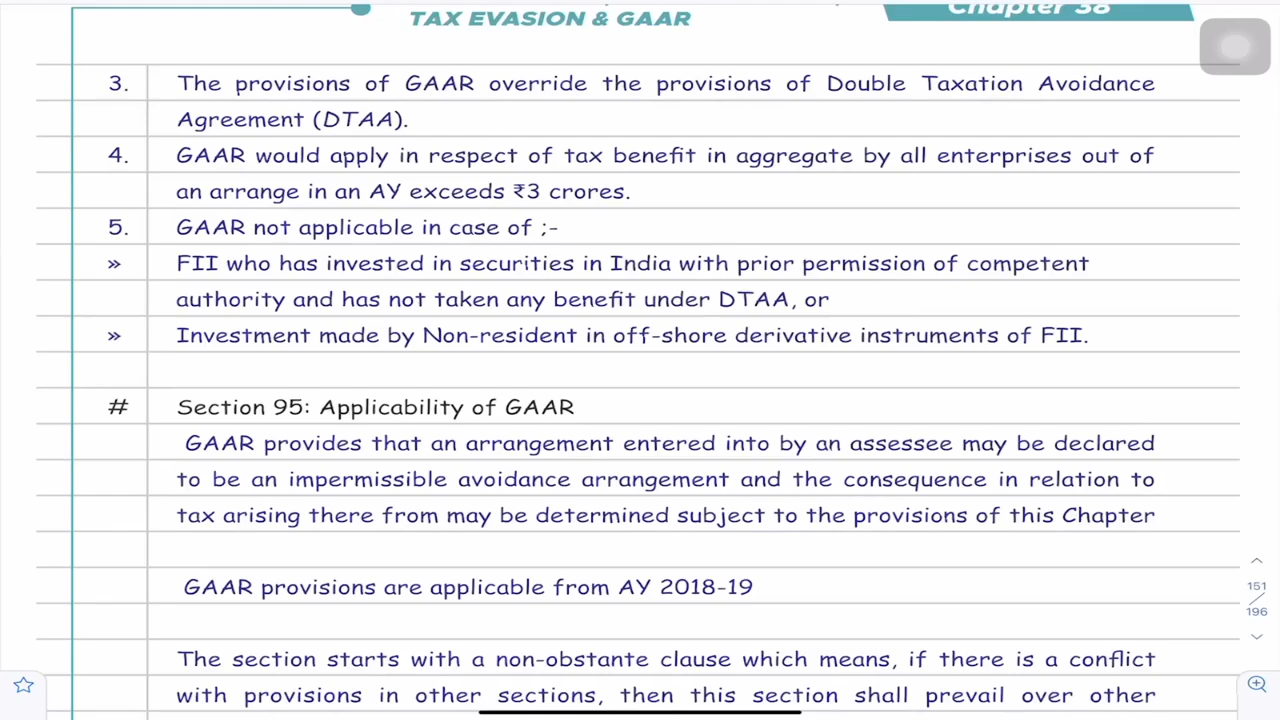 TAX EVASION & GAAR
Chapter 38
3. The provisions of GAAR override the provisions of Double Taxation Avoidance
Agreement (DTAA).
4. GAAR would apply in respect of tax benefit in aggregate by all enterprises out of
an arrange in an AY exceeds ₹3 crores.
5. GAAR not applicable in case of ;-
» FII who has invested in securities in India with prior permission of competent
authority and has not taken any benefit under DTAA, or
» Investment made by Non-resident in off-shore derivative instruments of FII.
# Section 95: Applicability of GAAR
GAAR provides that an arrangement entered into by an assessee may be declared
to be an impermissible avoidance arrangement and the consequence in relation to
tax arising there from may be determined subject to the provisions of this Chapter
GAAR provisions are applicable from AY 2018-19
151
196
The section starts with a non-obstante clause which means, if there is a conflict
with provisions in other sections, then this section shall prevail over other